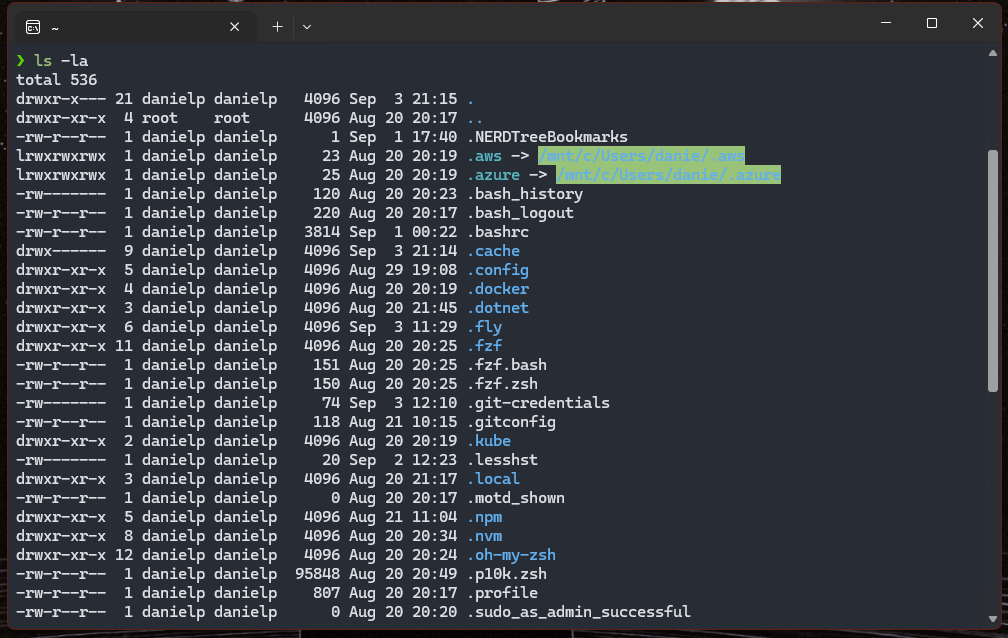 ~
❯ ls -la
total 536
drwxr-x--- 21 danielp danielp   4096 Sep  3 21:15 .
drwxr-xr-x  4 root    root      4096 Aug 20 20:17 ..
-rw-r--r--  1 danielp danielp      1 Sep  1 17:40 .NERDTreeBookmarks
lrwxrwxrwx  1 danielp danielp     23 Aug 20 20:19 .aws -> /mnt/c/Users/danie/.aws
lrwxrwxrwx  1 danielp danielp     25 Aug 20 20:19 .azure -> /mnt/c/Users/danie/.azure
-rw-------  1 danielp danielp    120 Aug 20 20:23 .bash_history
-rw-r--r--  1 danielp danielp    220 Aug 20 20:17 .bash_logout
-rw-r--r--  1 danielp danielp   3814 Sep  1 00:22 .bashrc
drwx------  9 danielp danielp   4096 Sep  3 21:14 .cache
drwxr-xr-x  5 danielp danielp   4096 Aug 29 19:08 .config
drwxr-xr-x  4 danielp danielp   4096 Aug 20 20:19 .docker
drwxr-xr-x  3 danielp danielp   4096 Aug 20 21:45 .dotnet
drwxr-xr-x  6 danielp danielp   4096 Sep  3 11:29 .fly
drwxr-xr-x 11 danielp danielp   4096 Aug 20 20:25 .fzf
-rw-r--r--  1 danielp danielp    151 Aug 20 20:25 .fzf.bash
-rw-r--r--  1 danielp danielp    150 Aug 20 20:25 .fzf.zsh
-rw-------  1 danielp danielp     74 Sep  3 12:10 .git-credentials
-rw-r--r--  1 danielp danielp    118 Aug 21 10:15 .gitconfig
drwxr-xr-x  2 danielp danielp   4096 Aug 20 20:19 .kube
-rw-------  1 danielp danielp     20 Sep  2 12:23 .lesshst
drwxr-xr-x  3 danielp danielp   4096 Aug 20 21:17 .local
-rw-r--r--  1 danielp danielp      0 Aug 20 20:17 .motd_shown
drwxr-xr-x  5 danielp danielp   4096 Aug 21 11:04 .npm
drwxr-xr-x  8 danielp danielp   4096 Aug 20 20:34 .nvm
drwxr-xr-x 12 danielp danielp   4096 Aug 20 20:24 .oh-my-zsh
-rw-r--r--  1 danielp danielp  95848 Aug 20 20:49 .p10k.zsh
-rw-r--r--  1 danielp danielp    807 Aug 20 20:17 .profile
-rw-r--r--  1 danielp danielp      0 Aug 20 20:20 .sudo_as_admin_successful